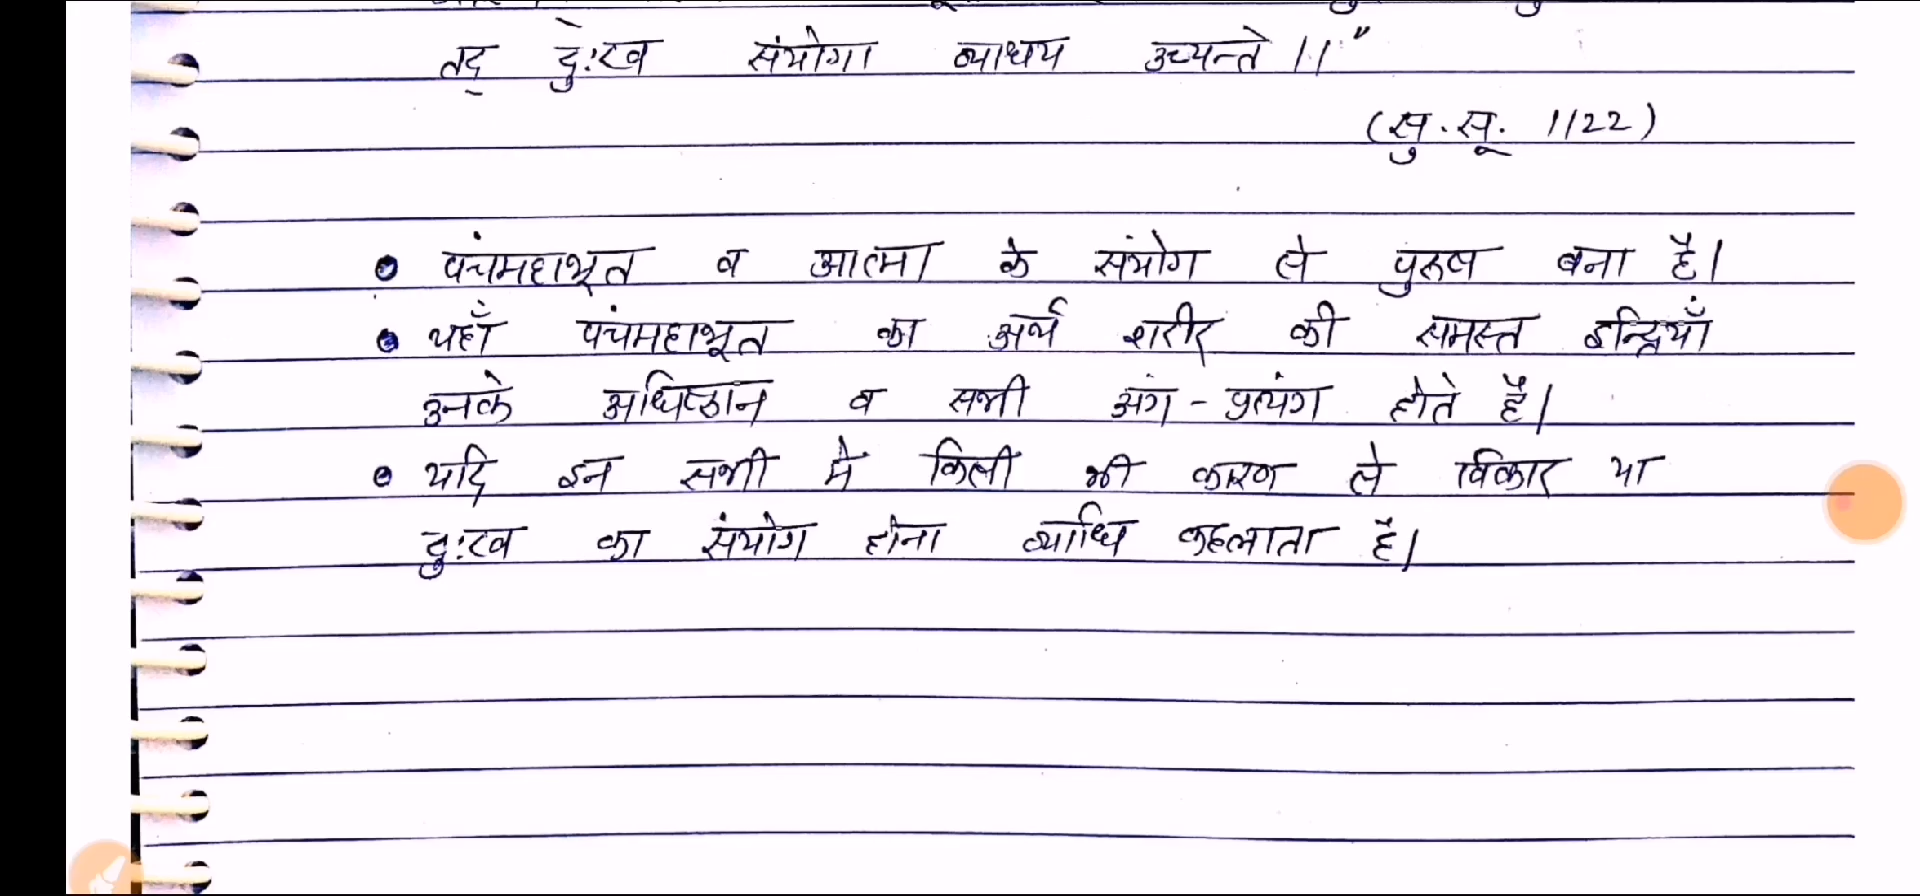 तद् दुःख संयोगा व्याधय उच्यन्ते ।।"
(सु.सू. 1/22)
• पंचमहाभूत व आत्मा के संयोग से पुरुष बना है।
• यहाँ पंचमहाभूत का अर्थ शरीर की समस्त इन्द्रियाँ
उनके अधिष्ठान व सभी अंग - प्रत्यंग होते है।
• यदि इन सभी मे किसी भी कारण से विकार या
दुःख का संयोग होना व्याधि कहलाता है।